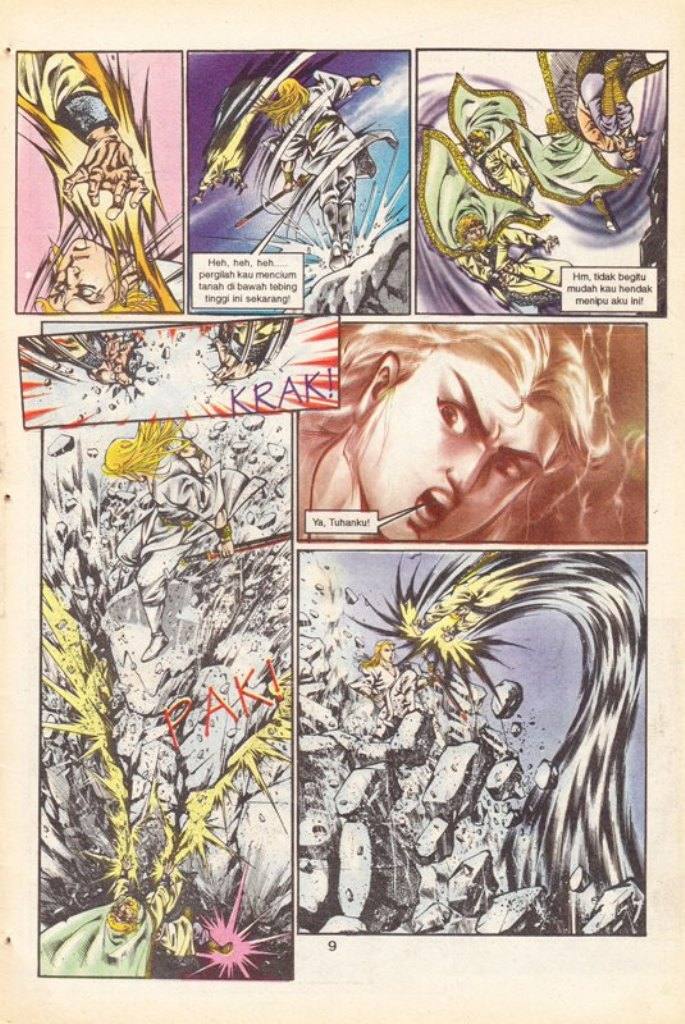 Heh, heh, heh.....
pergilah kau mencium
tanah di bawah tebing
tinggi ini sekarang!
Hm, tidak begitu
mudah kau hendak
menipu aku ini!
KRAK!
Ya, Tuhanku!
PAK!
9